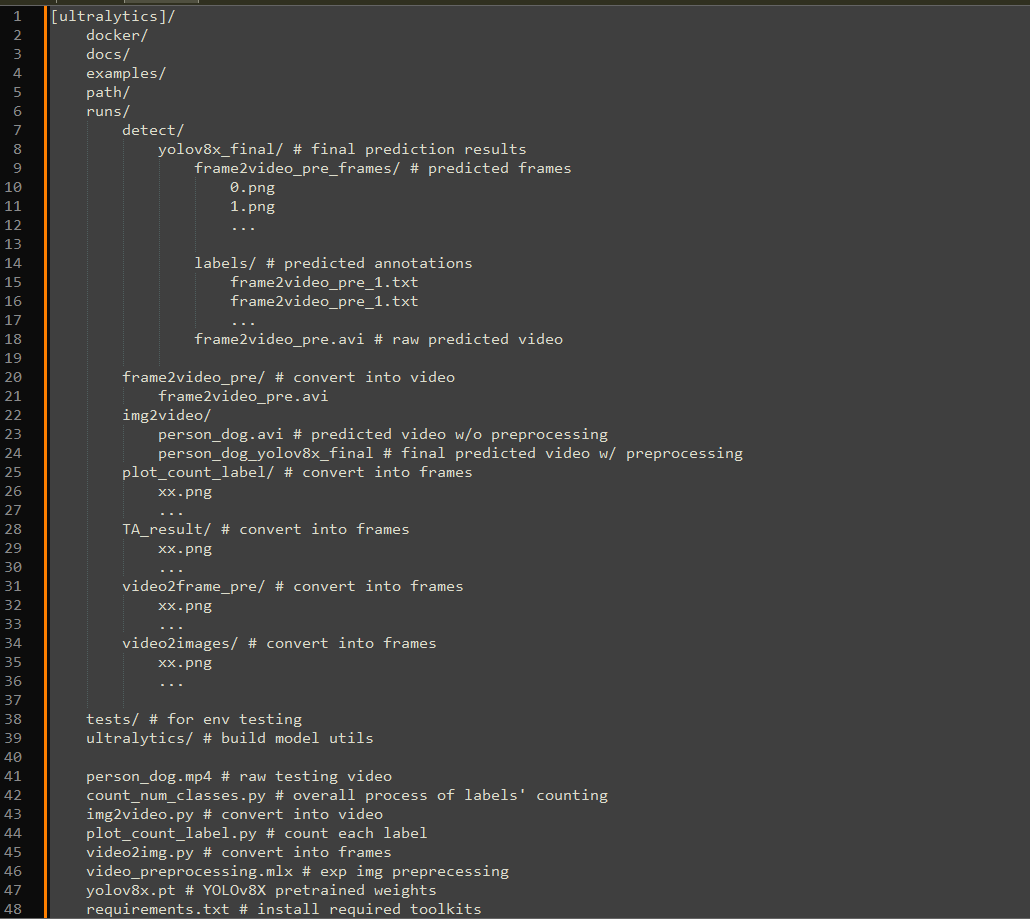 1 [ultralytics]/
2     docker/
3     docs/
4     examples/
5     path/
6     runs/
7         detect/
8             yolov8x_final/ # final prediction results
9                 frame2video_pre_frames/ # predicted frames
10                     0.png
11                     1.png
12                     ...
13
14                 labels/ # predicted annotations
15                     frame2video_pre_1.txt
16                     frame2video_pre_1.txt
17                     ...
18                 frame2video_pre.avi # raw predicted video
19
20         frame2video_pre/ # convert into video
21             frame2video_pre.avi
22         img2video/
23             person_dog.avi # predicted video w/o preprocessing
24             person_dog_yolov8x_final # final predicted video w/ preprocessing
25         plot_count_label/ # convert into frames
26             xx.png
27             ...
28         TA_result/ # convert into frames
29             xx.png
30             ...
31         video2frame_pre/ # convert into frames
32             xx.png
33             ...
34         video2images/ # convert into frames
35             xx.png
36             ...
37
38     tests/ # for env testing
39     ultralytics/ # build model utils
40
41     person_dog.mp4 # raw testing video
42     count_num_classes.py # overall process of labels' counting
43     img2video.py # convert into video
44     plot_count_label.py # count each label
45     video2img.py # convert into frames
46     video_preprocessing.mlx # exp img preprecessing
47     yolov8x.pt # YOLOv8X pretrained weights
48     requirements.txt # install required toolkits